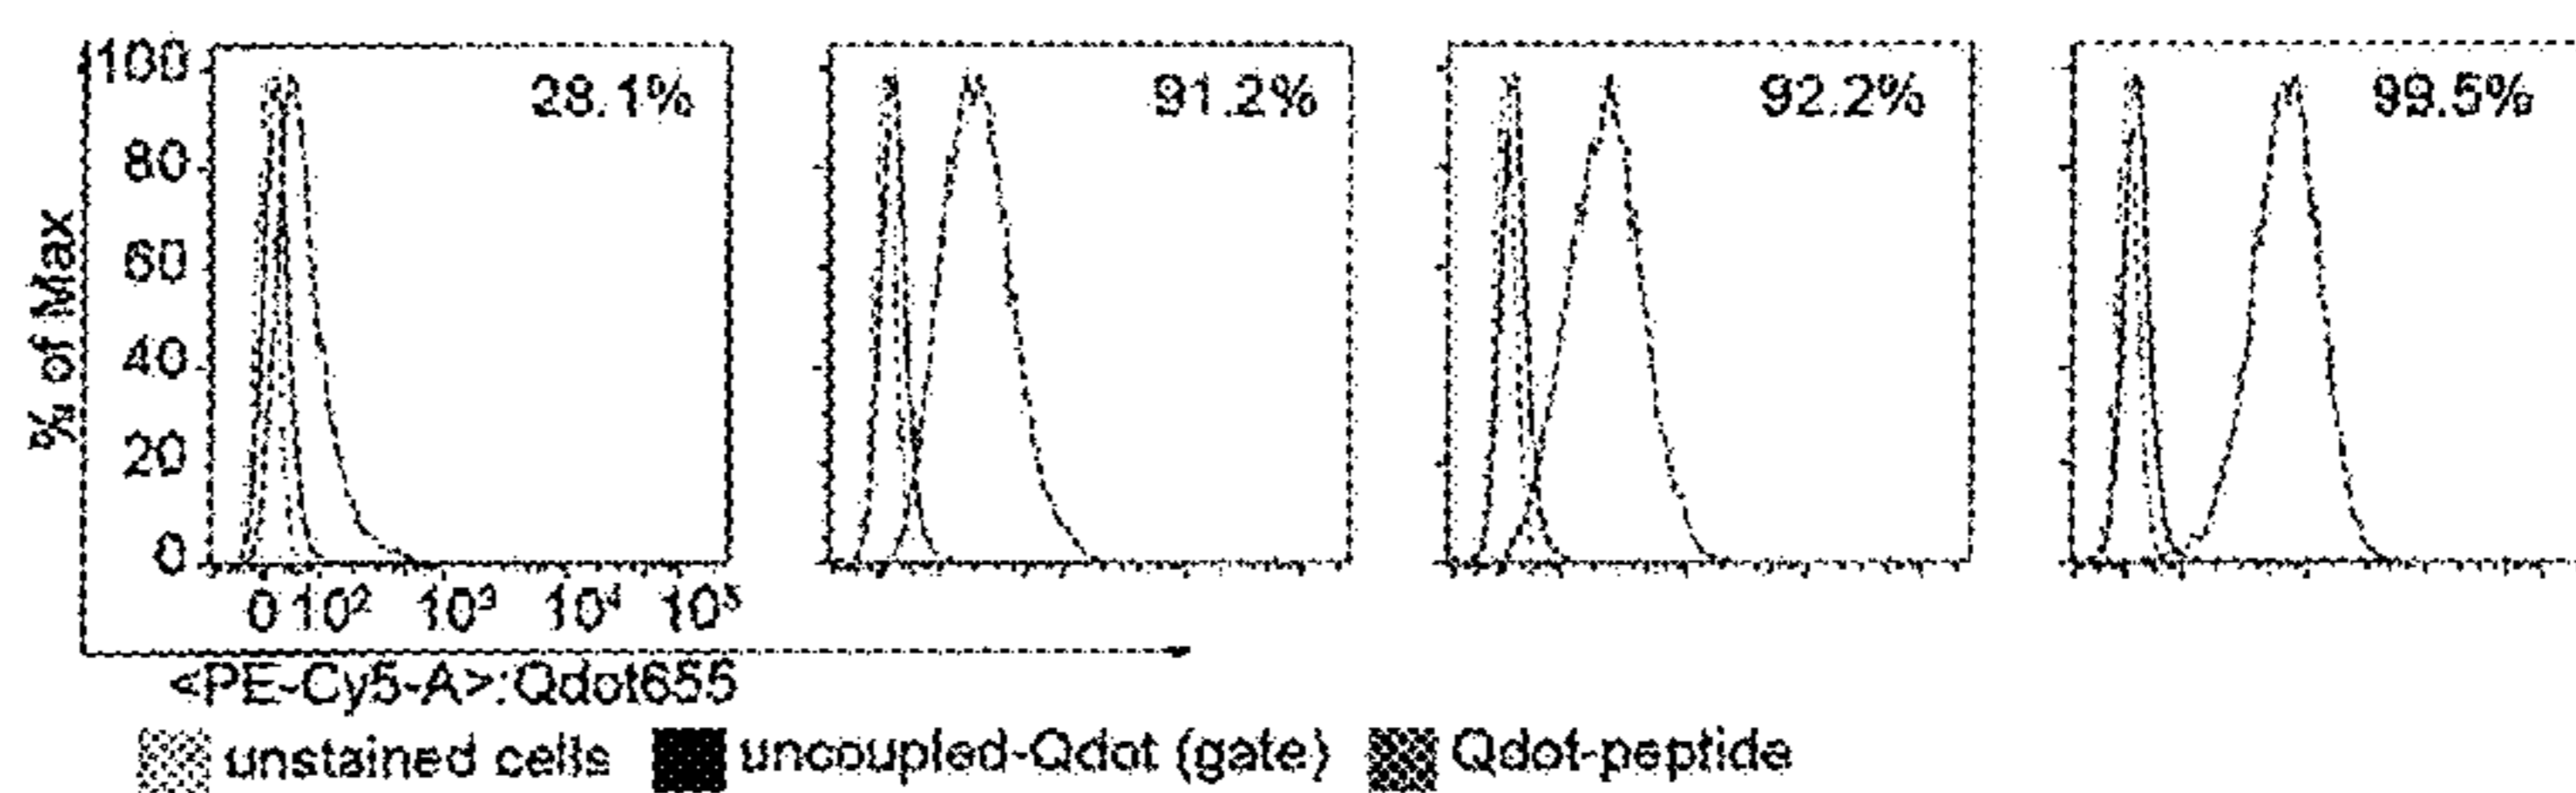 100
80
60
40
20
0
% of Max
28.1%
91.2%
92.2%
99.5%
0 10² 10³ 10⁴ 10⁵
<PE-Cy5-A>:Qdot655
unstained cells uncoupled-Qdot (gate) Qdot-peptide